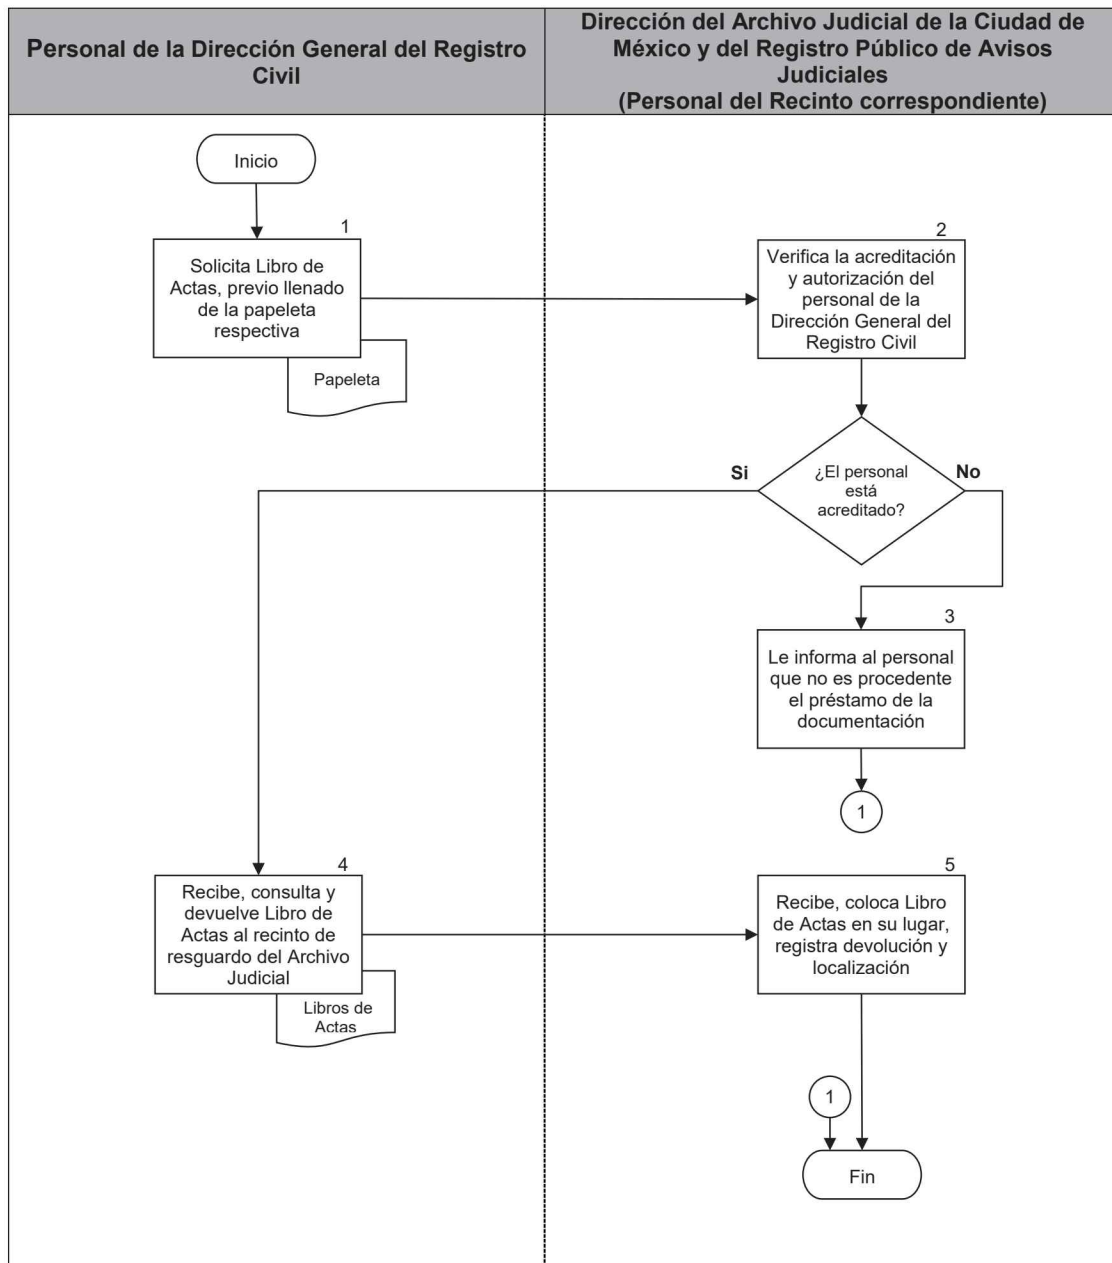 Personal de la Dirección General del Registro
Civil
Dirección del Archivo Judicial de la Ciudad de
México y del Registro Público de Avisos
Judiciales
(Personal del Recinto correspondiente)
Inicio
1
Solicita Libro de
Actas, previo llenado
de la papeleta
respectiva
Papeleta
2
Verifica la acreditación
y autorización del
personal de la
Dirección General del
Registro Civil
¿El personal
está
acreditado?
Si
No
3
Le informa al personal
que no es procedente
el préstamo de la
documentación
1
4
Recibe, consulta y
devuelve Libro de
Actas al recinto de
resguardo del Archivo
Judicial
Libros de
Actas
5
Recibe, coloca Libro
de Actas en su lugar,
registra devolución y
localización
1
Fin